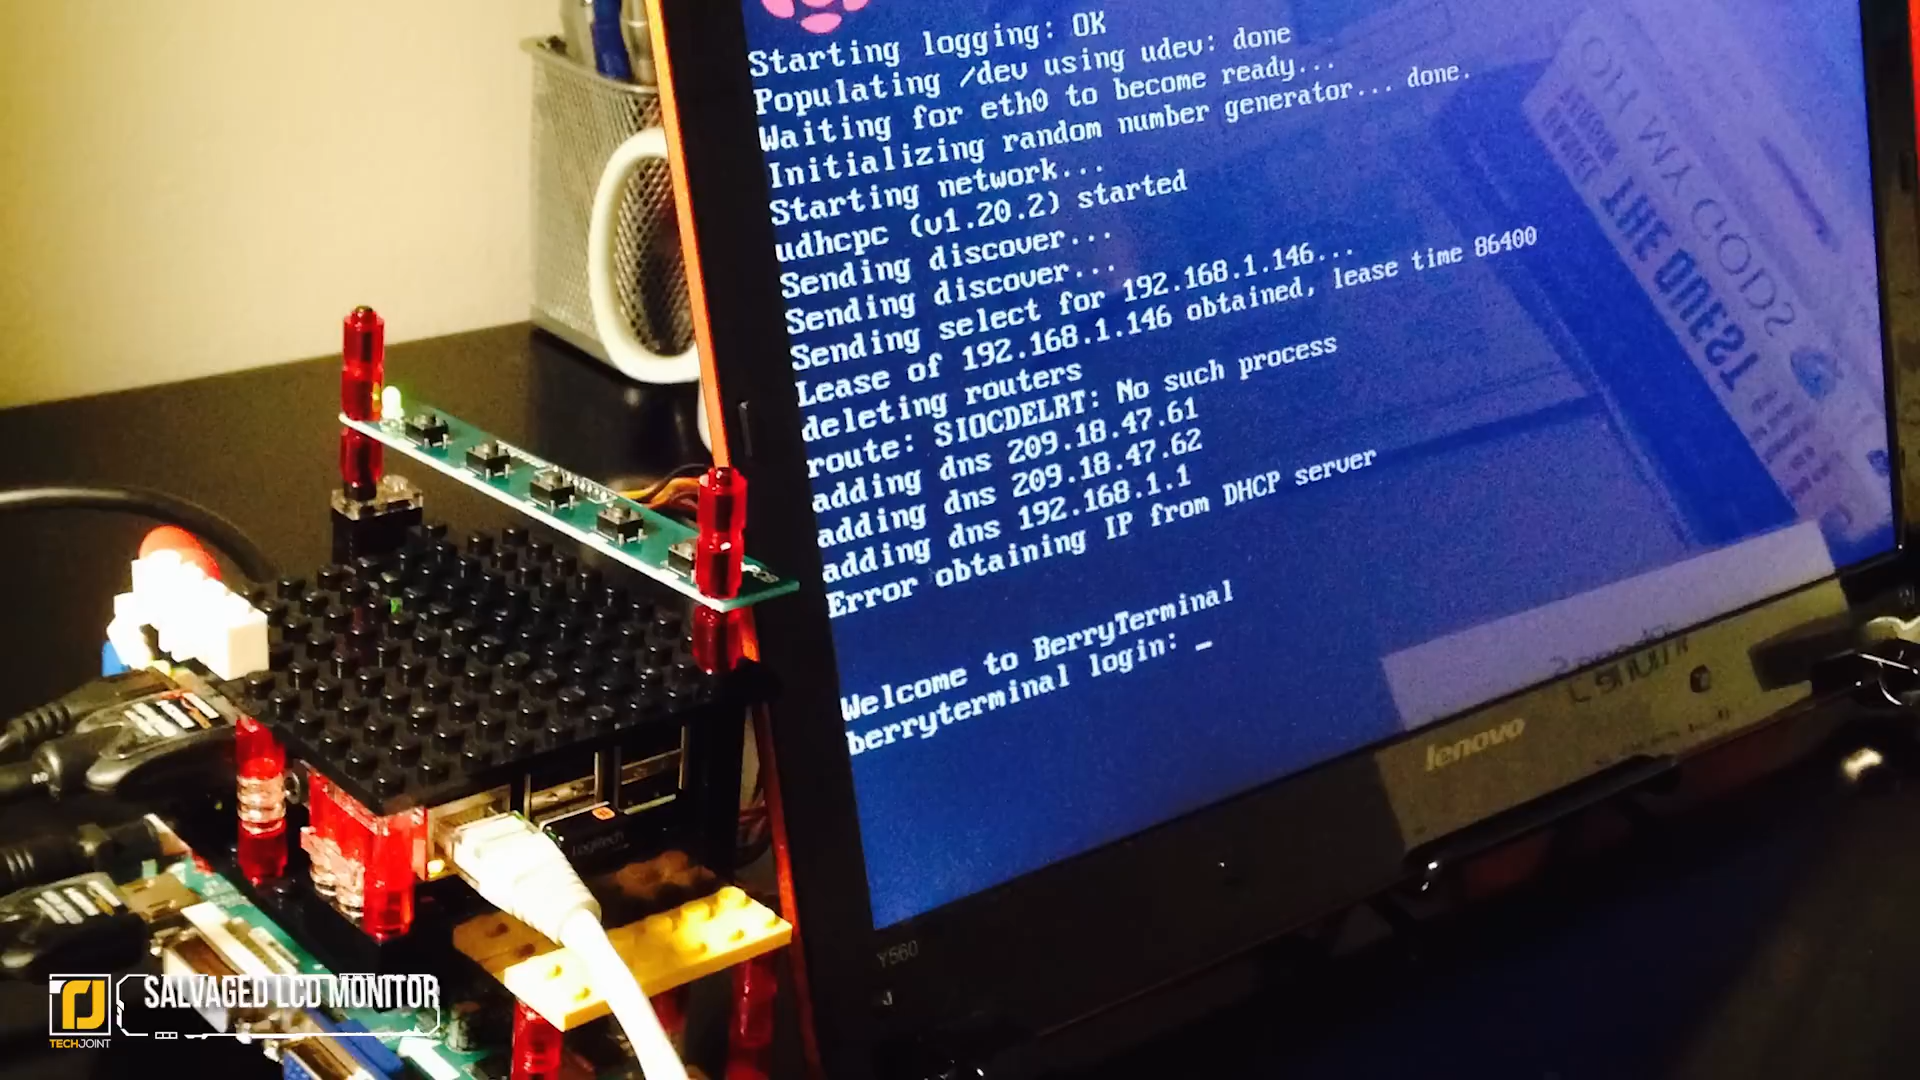 Starting logging: OK
Populating /dev using udev: done
Waiting for eth0 to become ready...
Initializing random number generator... done.
Starting network...
udhcpc (v1.20.2) started
Sending discover...
Sending discover...
Sending select for 192.168.1.146...
Lease of 192.168.1.146 obtained, lease time 86400
deleting routers
route: SIOCDELRT: No such process
adding dns 209.18.47.61
adding dns 209.18.47.62
adding dns 192.168.1.1
Error obtaining IP from DHCP server
Welcome to BerryTerminal
berryterminal login: _
lenovo
Y560
Logitech
SALVAGED LCD MONITOR
TECHJOINT